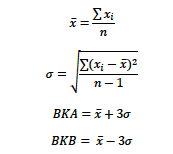 x̄ = ∑xᵢ / n
σ = √(∑(xᵢ − x̄)² / (n − 1))
BKA = x̄ + 3σ
BKB = x̄ − 3σ